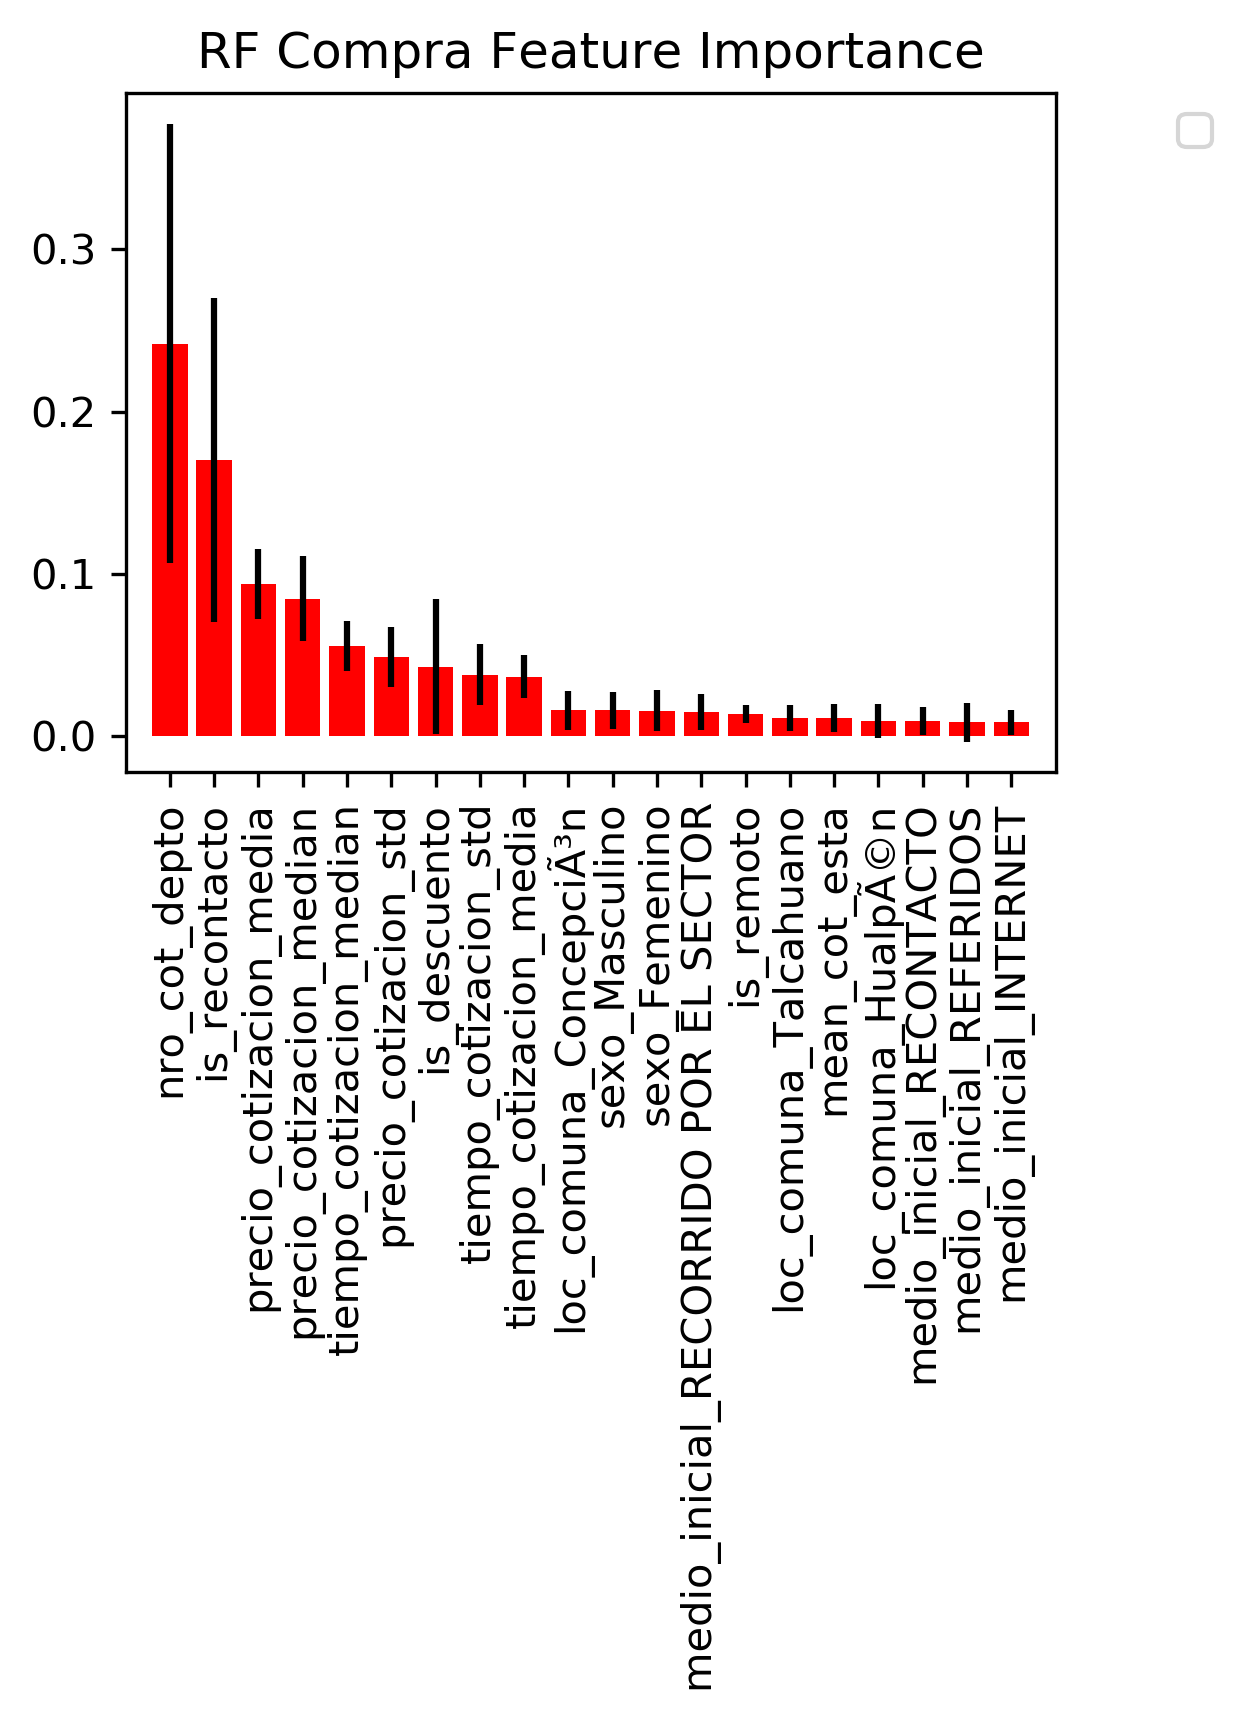 RF Compra Feature Importance
0.3
0.2
0.1
0.0
nro_cot_depto
is_recontacto
precio_cotizacion_media
precio_cotizacion_median
tiempo_cotizacion_median
precio_cotizacion_std
is_descuento
tiempo_cotizacion_std
tiempo_cotizacion_media
loc_comuna_ConcepciÃ³n
sexo_Masculino
sexo_Femenino
medio_inicial_RECORRIDO POR EL SECTOR
is_remoto
loc_comuna_Talcahuano
mean_cot_esta
loc_comuna_HualpÃ©n
medio_inicial_RECONTACTO
medio_inicial_REFERIDOS
medio_inicial_INTERNET